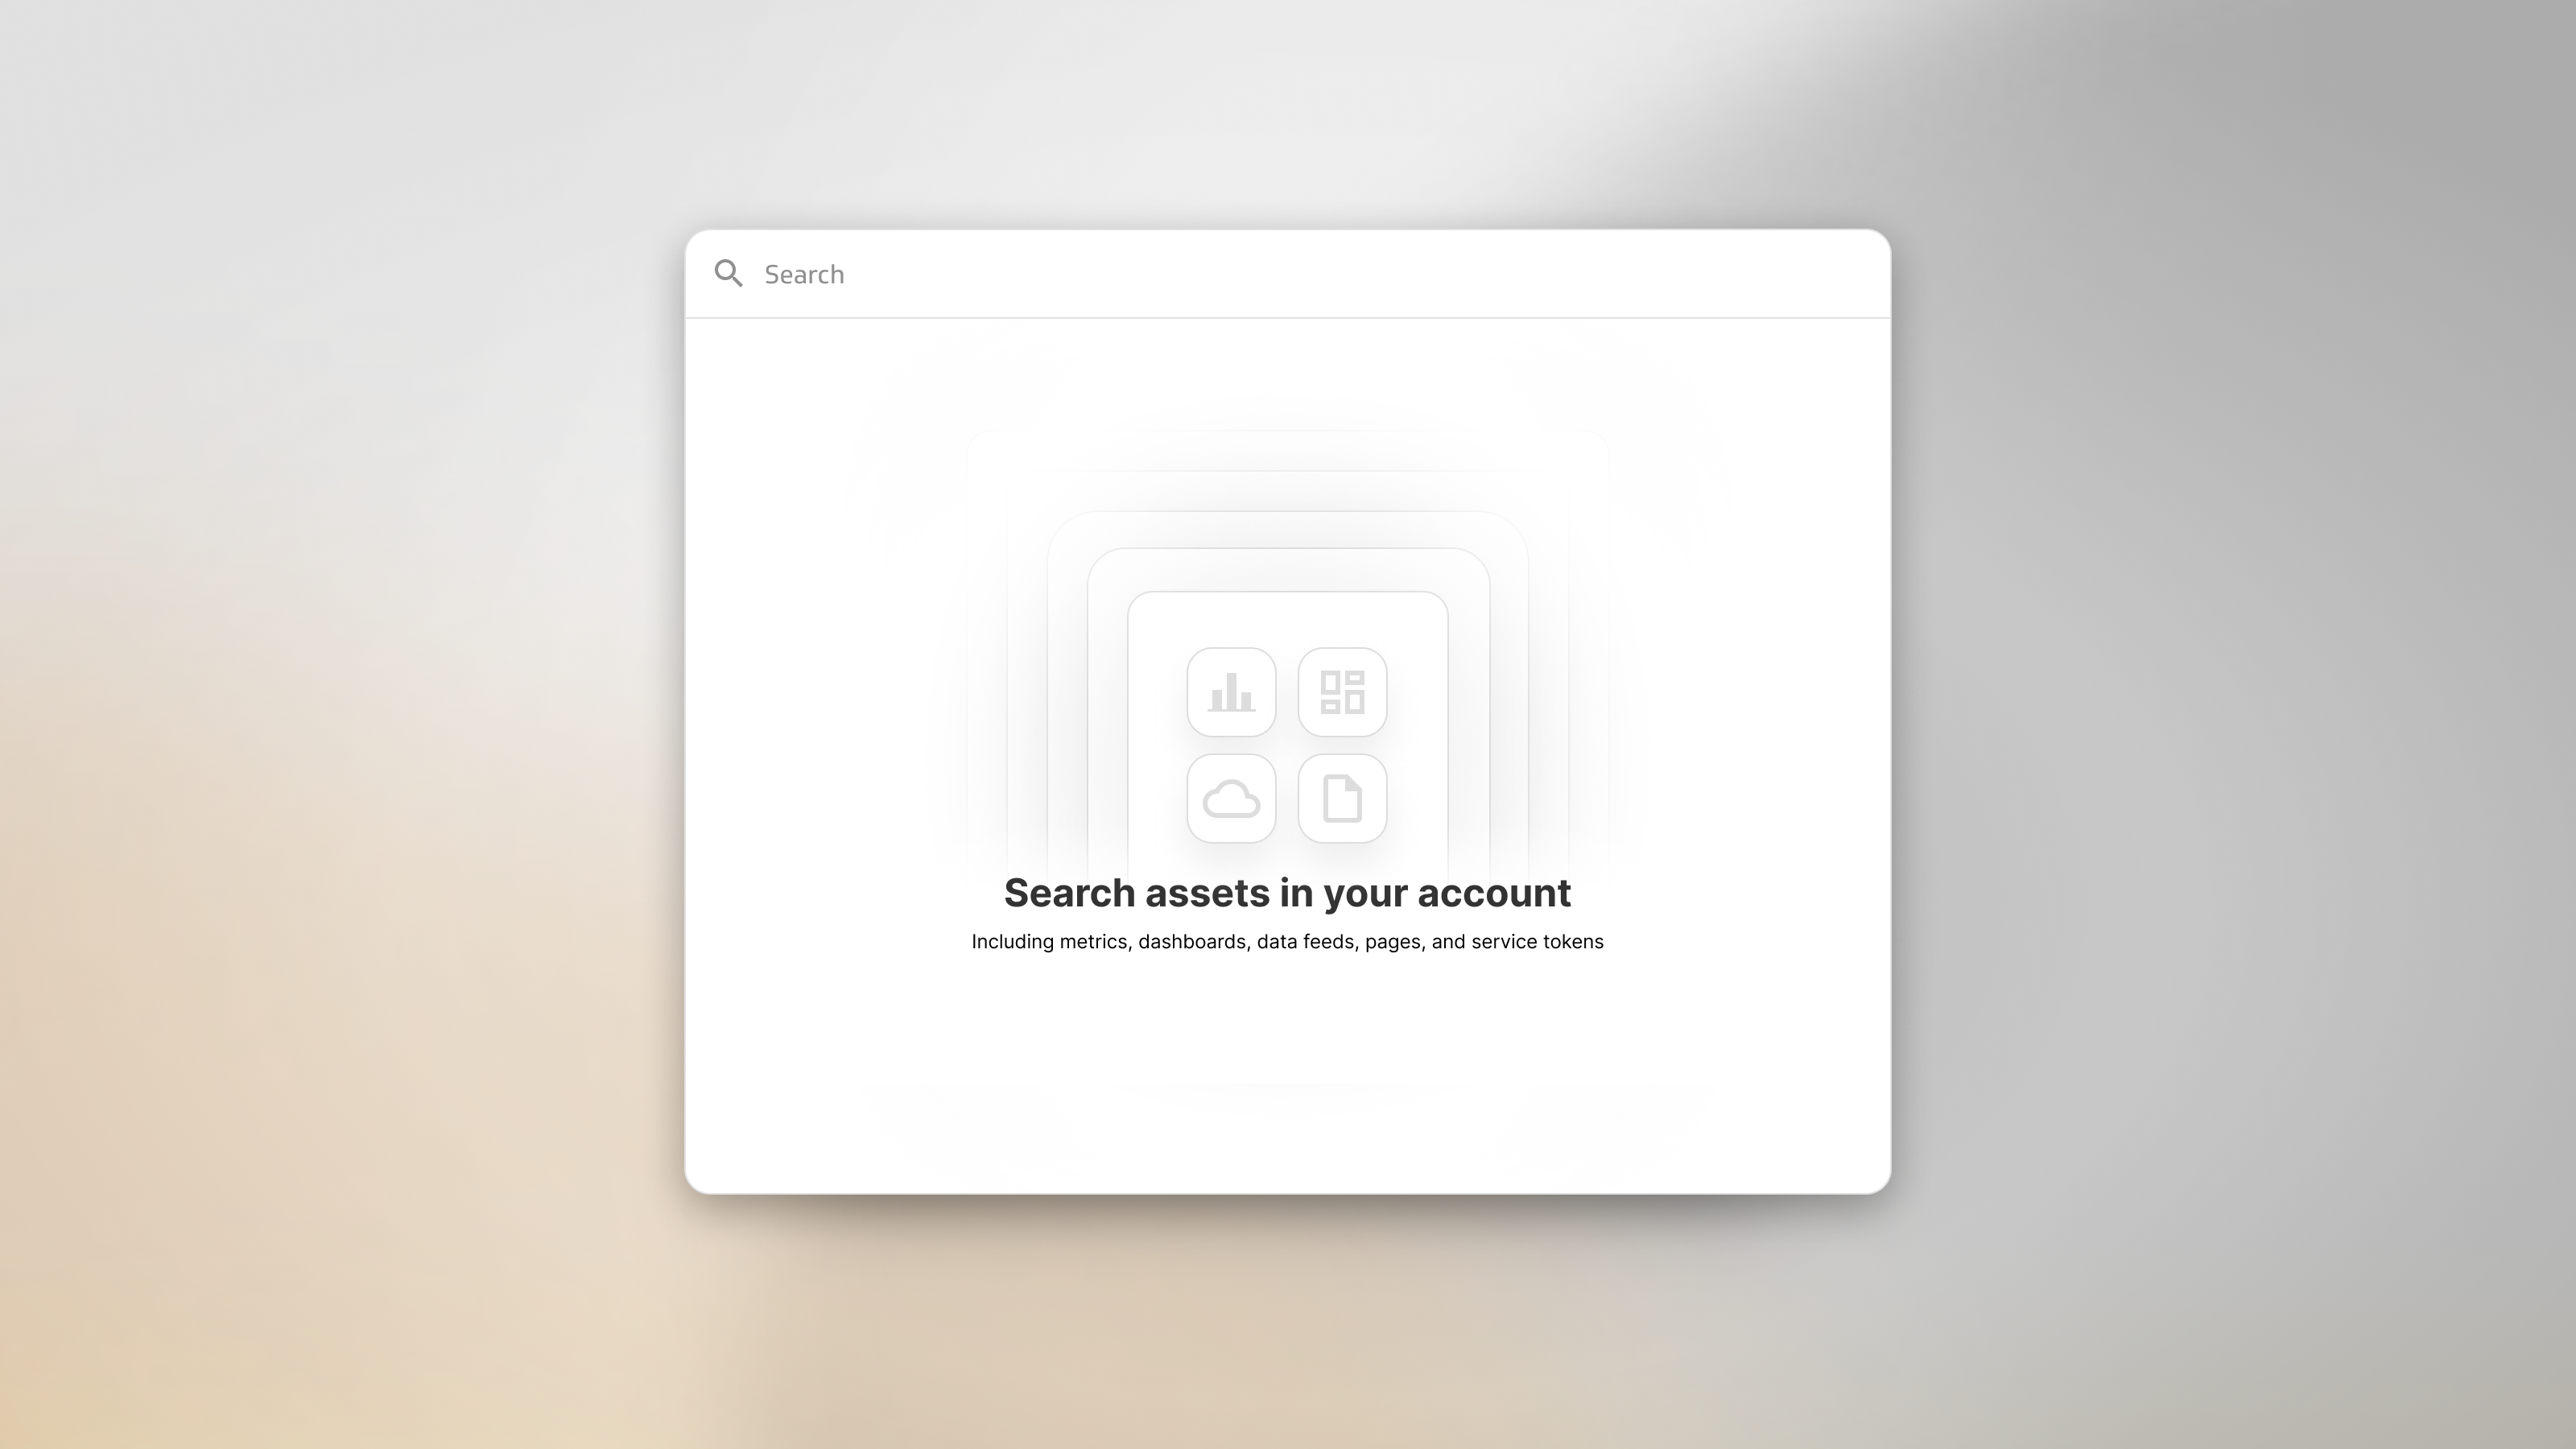 Search
Search assets in your account
Including metrics, dashboards, data feeds, pages, and service tokens